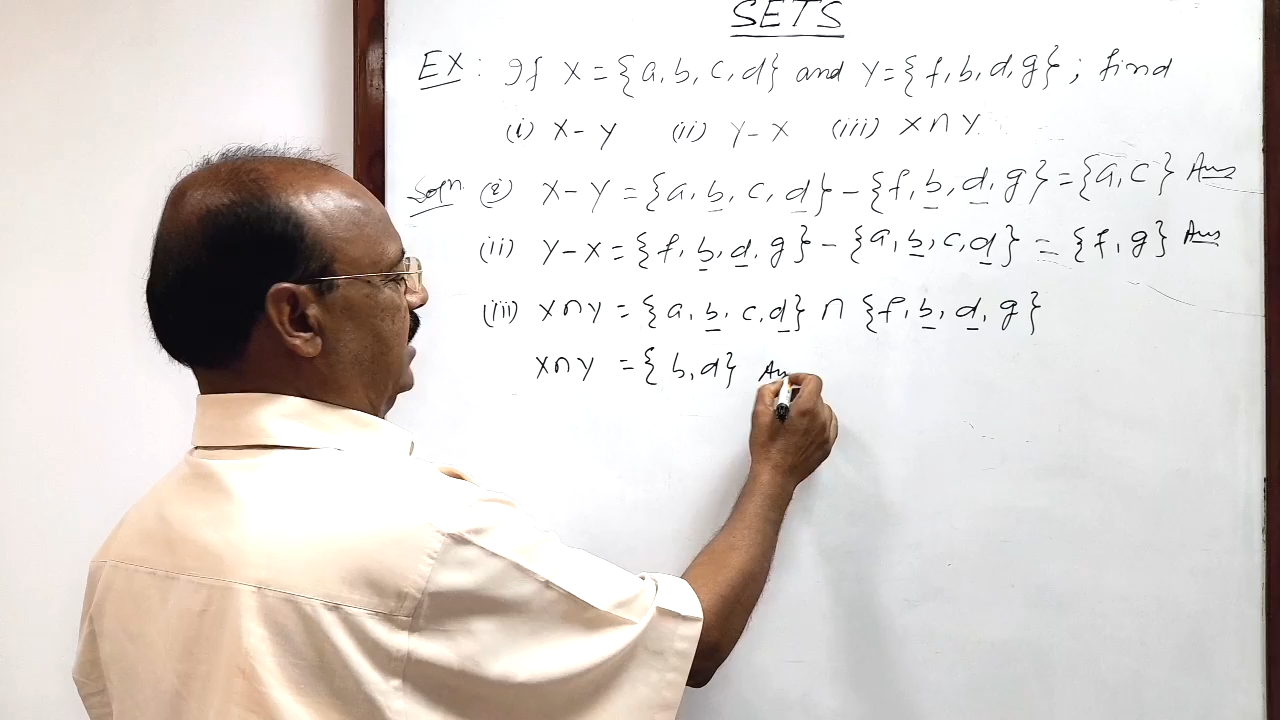 SETS
EX: If X = {a, b, c, d} and Y = {f, b, d, g}; find
(i) X - Y (ii) Y - X (iii) X ∩ Y.
Soln. (i) X - Y = {a, b, c, d} - {f, b, d, g} = {a, c} Ans
(ii) Y - X = {f, b, d, g} - {a, b, c, d} = {f, g} Ans
(iii) X ∩ Y = {a, b, c, d} ∩ {f, b, d, g}
X ∩ Y = {b, d} Ans